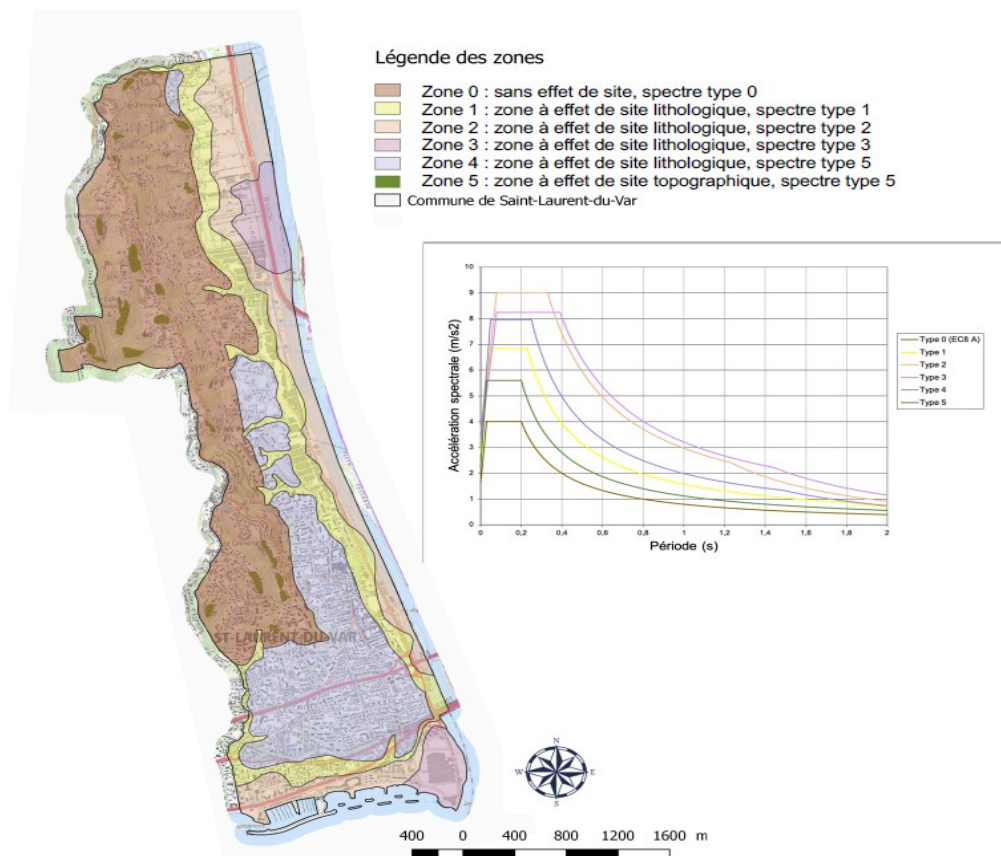 Légende des zones
Zone 0 : sans effet de site, spectre type 0
Zone 1 : zone à effet de site lithologique, spectre type 1
Zone 2 : zone à effet de site lithologique, spectre type 2
Zone 3 : zone à effet de site lithologique, spectre type 3
Zone 4 : zone à effet de site lithologique, spectre type 5
Zone 5 : zone à effet de site topographique, spectre type 5
Commune de Saint-Laurent-du-Var
10
9
8
7
6
5
4
3
2
1
0
Accélération spectrale (m/s2)
0 0,2 0,4 0,6 0,8 1 1,2 1,4 1,6 1,8 2
Période (s)
Type 0 (EC8 A)
Type 1
Type 2
Type 3
Type 4
Type 5
ST-LAURENT-DU-VAR
N
W E
S
400 0 400 800 1200 1600 m